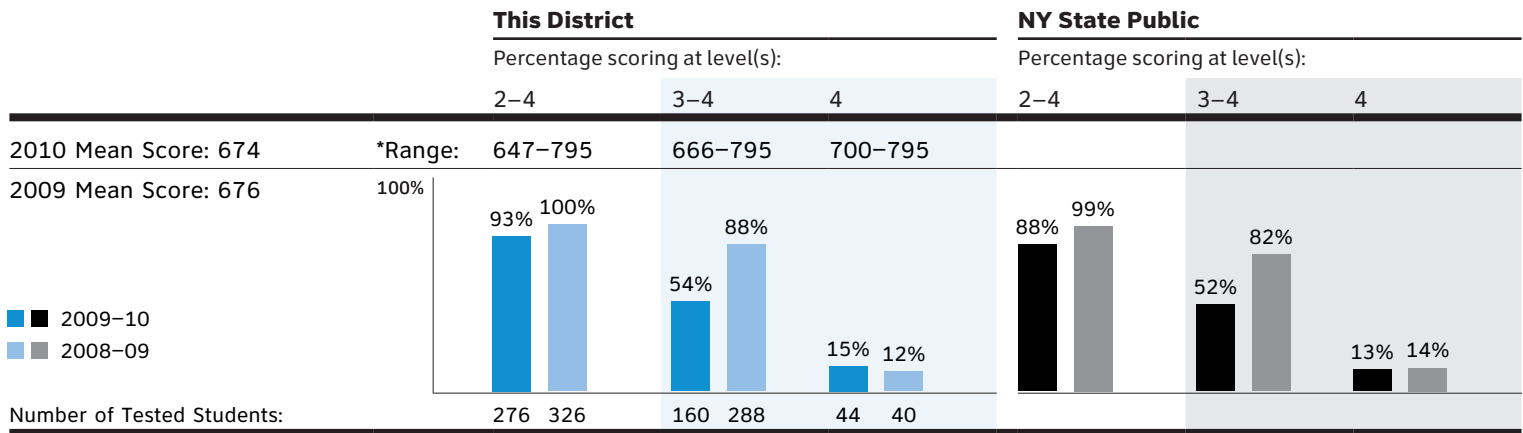 This District NY State Public
Percentage scoring at level(s): Percentage scoring at level(s):
2–4 3–4 4 2–4 3–4 4
2010 Mean Score: 674 *Range: 647–795 666–795 700–795
2009 Mean Score: 676 100%
93% 100% 88% 99%
88% 82%
54% 52%
15% 12% 13% 14%
2009–10
2008–09
Number of Tested Students: 276 326 160 288 44 40